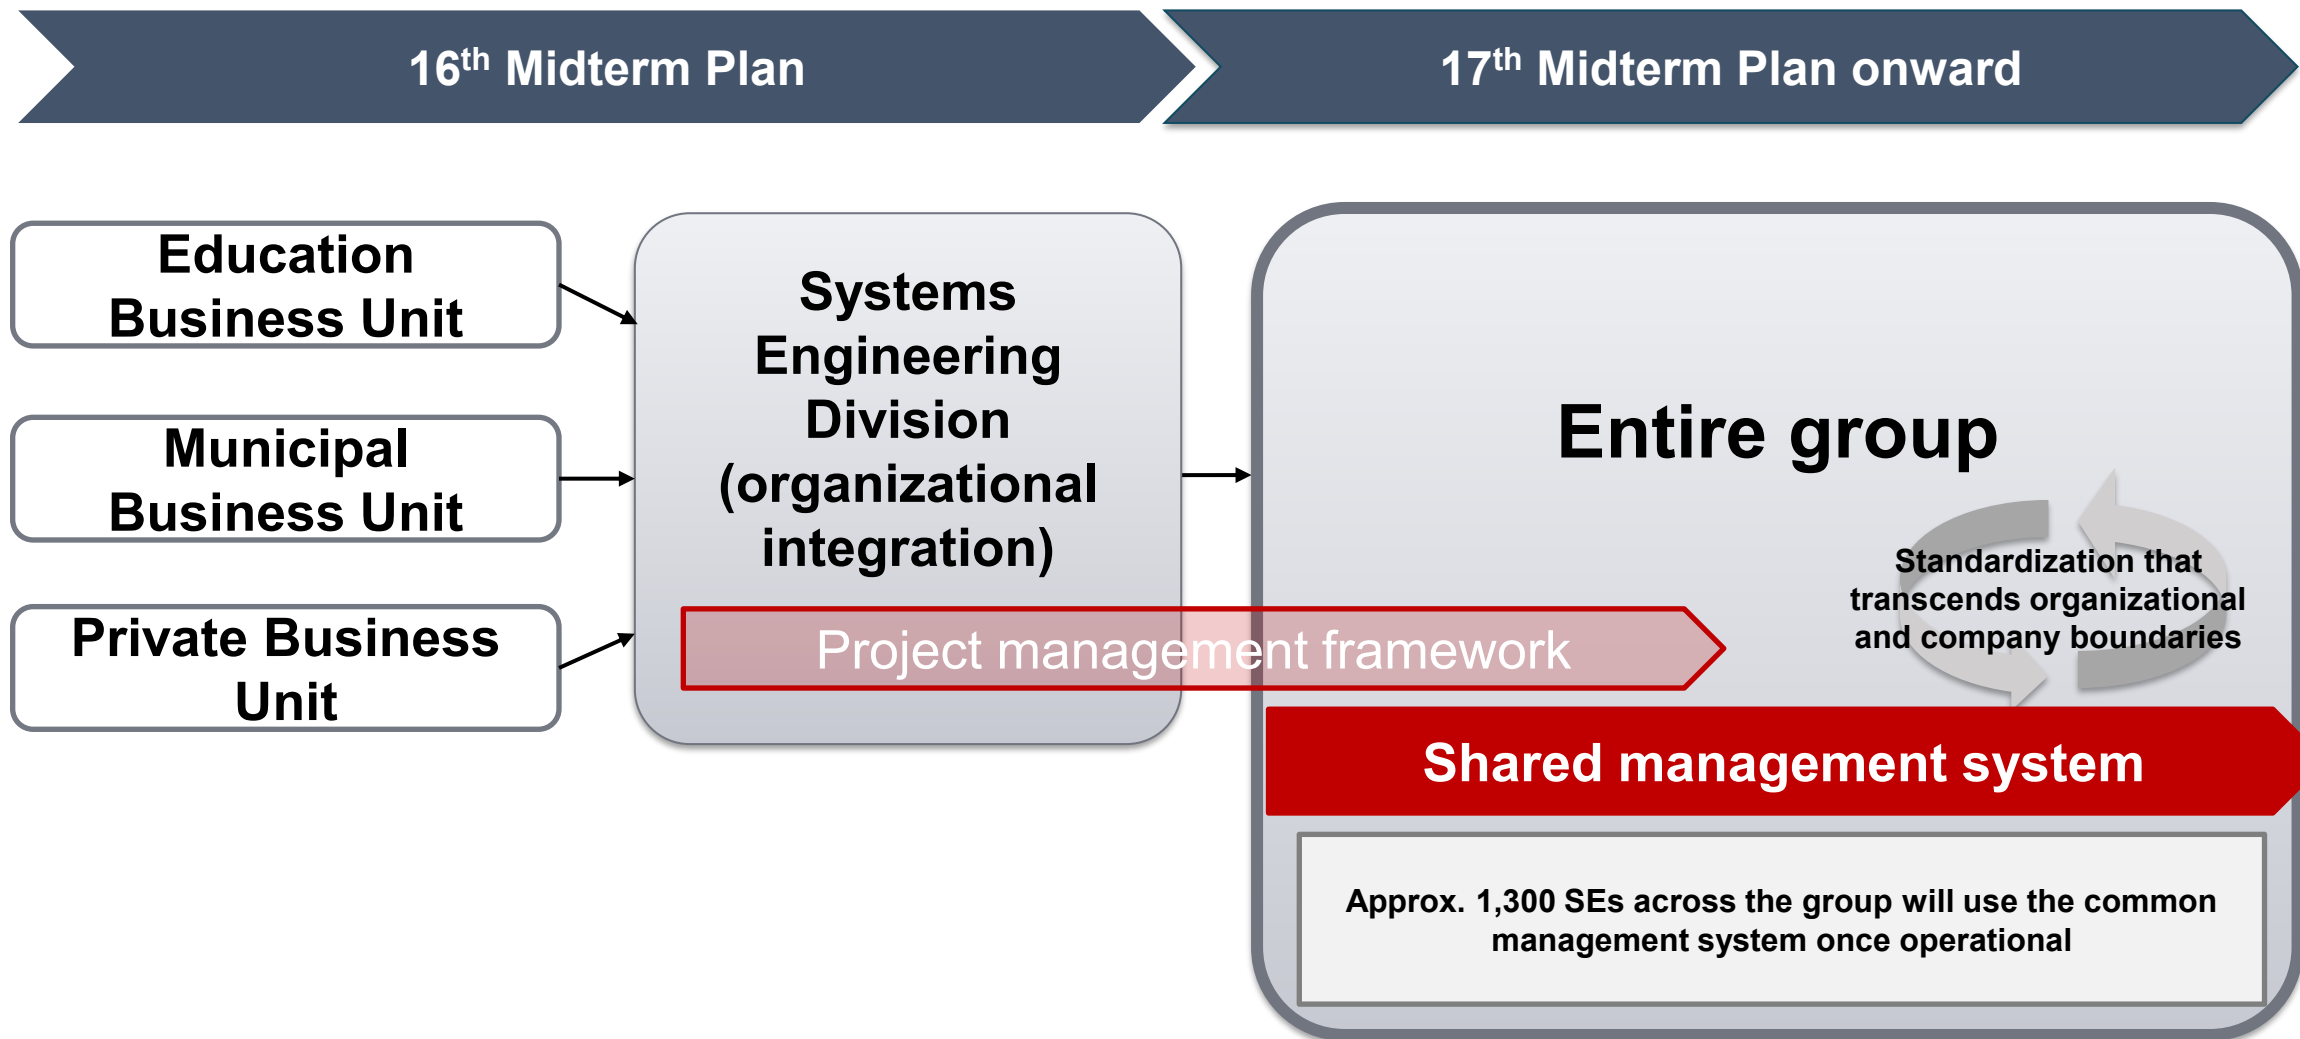 16th Midterm Plan
17th Midterm Plan onward
Education
Business Unit
Municipal
Business Unit
Private Business
Unit
Systems
Engineering
Division
(organizational
integration)
Project management framework
Entire group
Standardization that
transcends organizational
and company boundaries
Shared management system
Approx. 1,300 SEs across the group will use the common
management system once operational